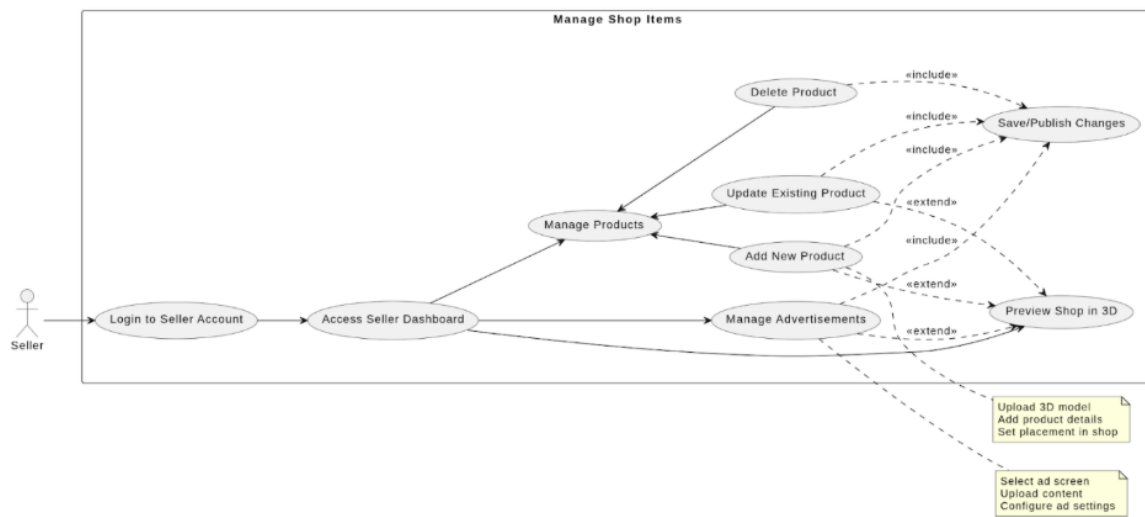 Manage Shop Items
Delete Product
«include»
Save/Publish Changes
«include»
«include»
Update Existing Product
«extend»
Manage Products
«include»
Add New Product
«extend»
Seller
Login to Seller Account
Access Seller Dashboard
Manage Advertisements
Preview Shop in 3D
«extend»
Upload 3D model
Add product details
Set placement in shop
Select ad screen
Upload content
Configure ad settings